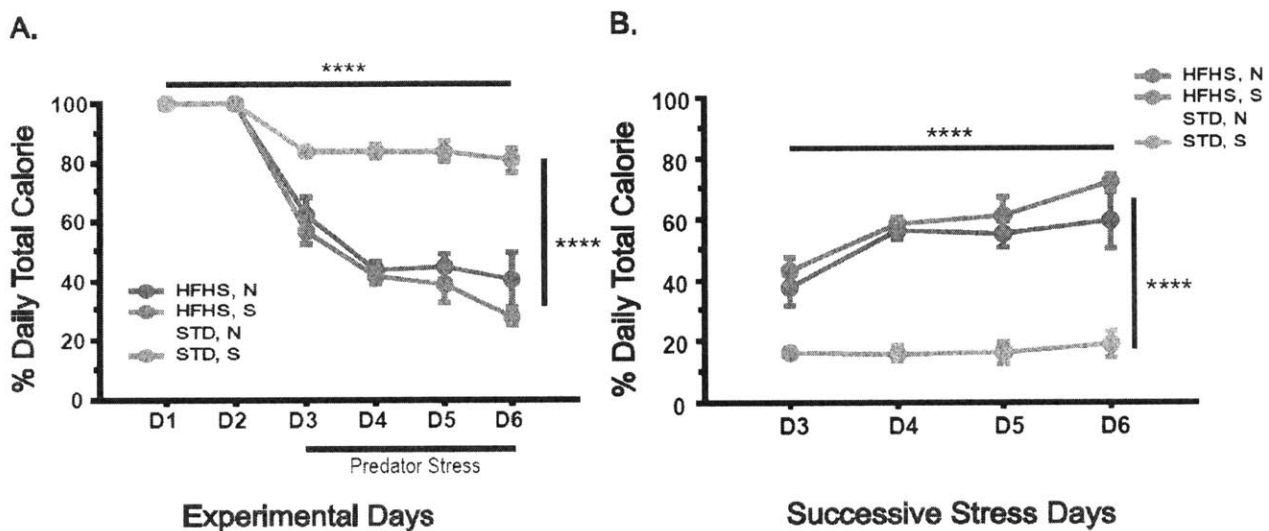 A.
****
% Daily Total Calorie
100
80
60
40
20
0
****
HFHS, N
HFHS, S
STD, N
STD, S
D1 D2 D3 D4 D5 D6
Predator Stress
Experimental Days
B.
HFHS, N
HFHS, S
STD, N
STD, S
****
% Daily Total Calorie
100
80
60
40
20
0
****
D3 D4 D5 D6
Successive Stress Days